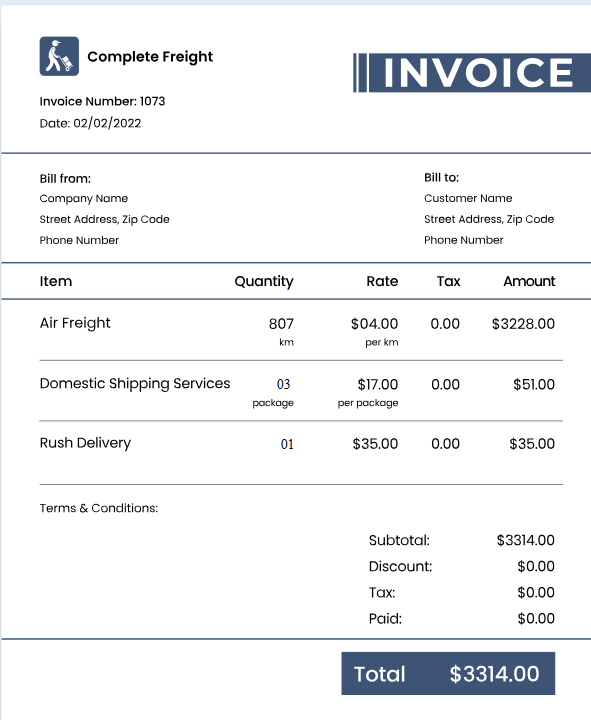 Complete Freight
INVOICE
Invoice Number: 1073
Date: 02/02/2022
Bill from:
Company Name
Street Address, Zip Code
Phone Number
Bill to:
Customer Name
Street Address, Zip Code
Phone Number
Item Quantity Rate Tax Amount
Air Freight 807 $04.00 0.00 $3228.00
km per km
Domestic Shipping Services 03 $17.00 0.00 $51.00
package per package
Rush Delivery 01 $35.00 0.00 $35.00
Terms & Conditions:
Subtotal: $3314.00
Discount: $0.00
Tax: $0.00
Paid: $0.00
Total $3314.00